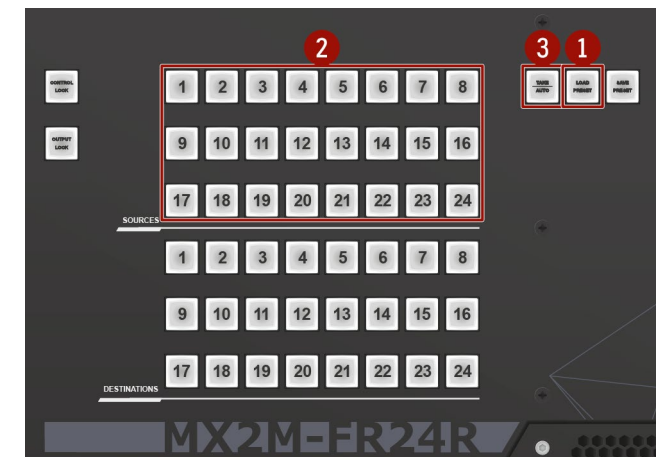 2
3 1
CONTROL
LOCK
1 2 3 4 5 6 7 8
TAKE
AUTO
LOAD
PRESET
SAVE
PRESET
OUTPUT
LOCK
9 10 11 12 13 14 15 16
17 18 19 20 21 22 23 24
SOURCES
1 2 3 4 5 6 7 8
9 10 11 12 13 14 15 16
17 18 19 20 21 22 23 24
DESTINATIONS
MX2M-FR24R